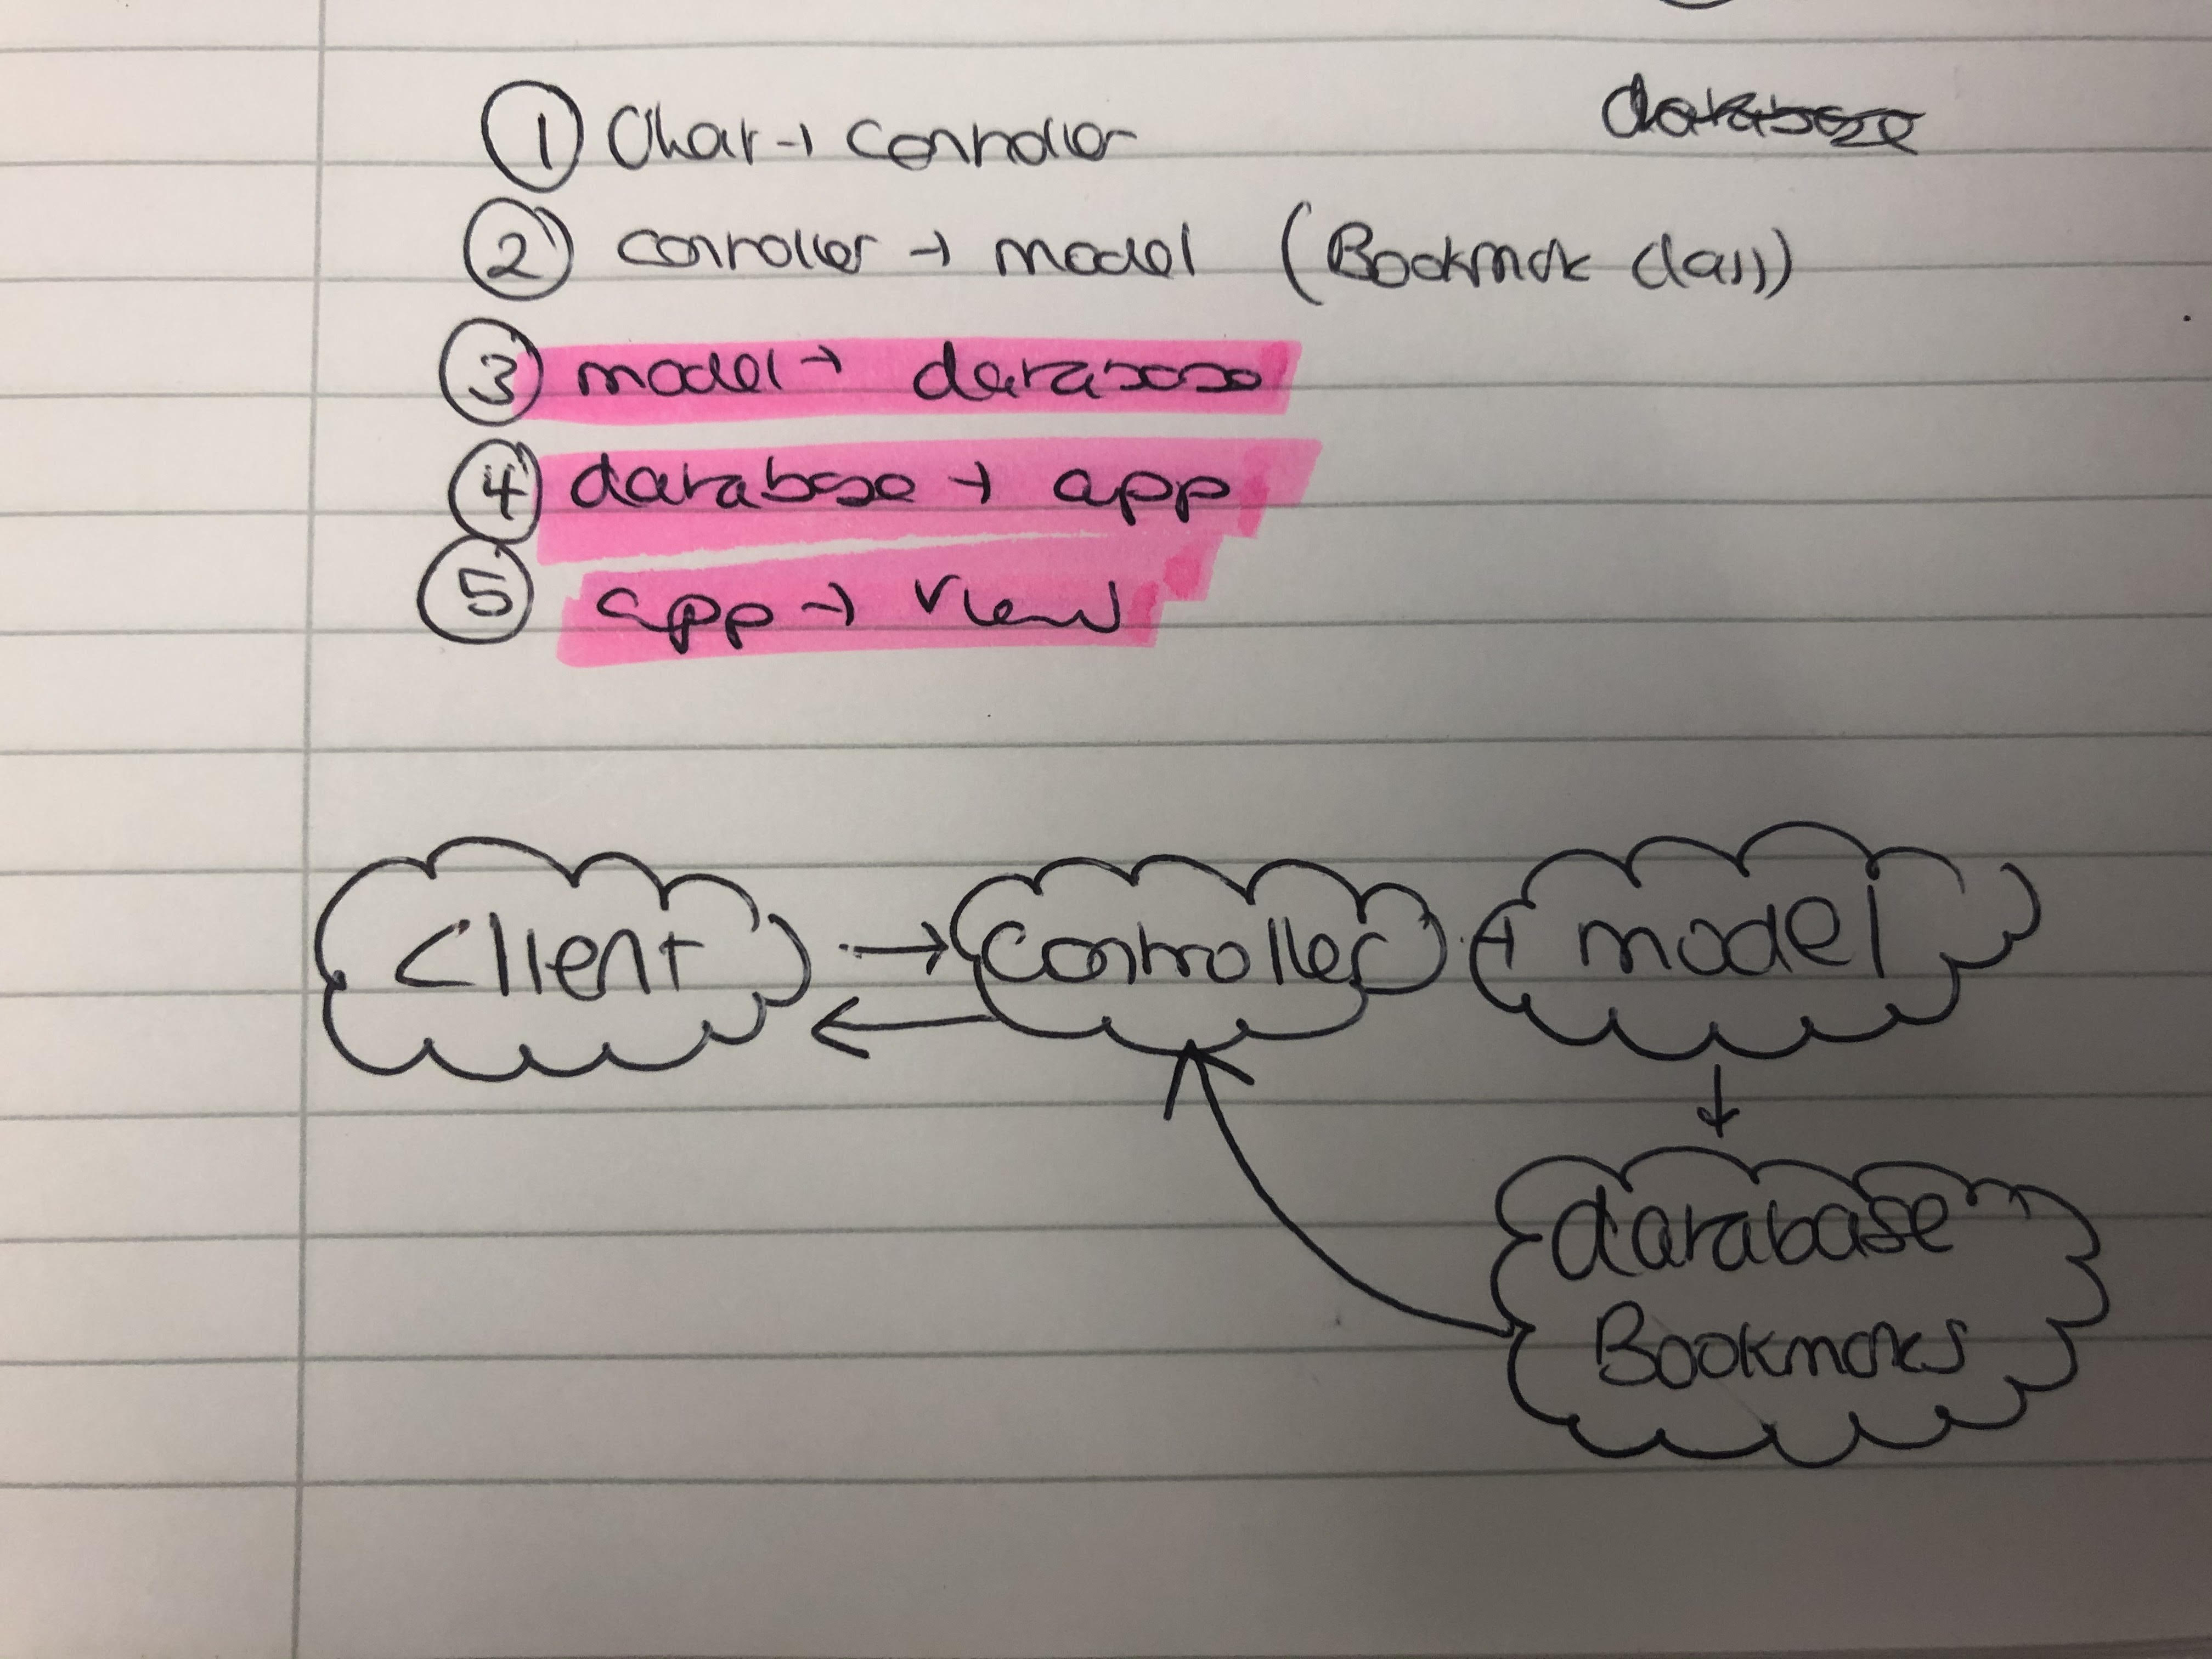 database
① Client → Controller
② controller → model (Bookmark class)
③ model → database
④ database → app
⑤ app → view
Client → Controller → model
←
↓
database
Bookmarks